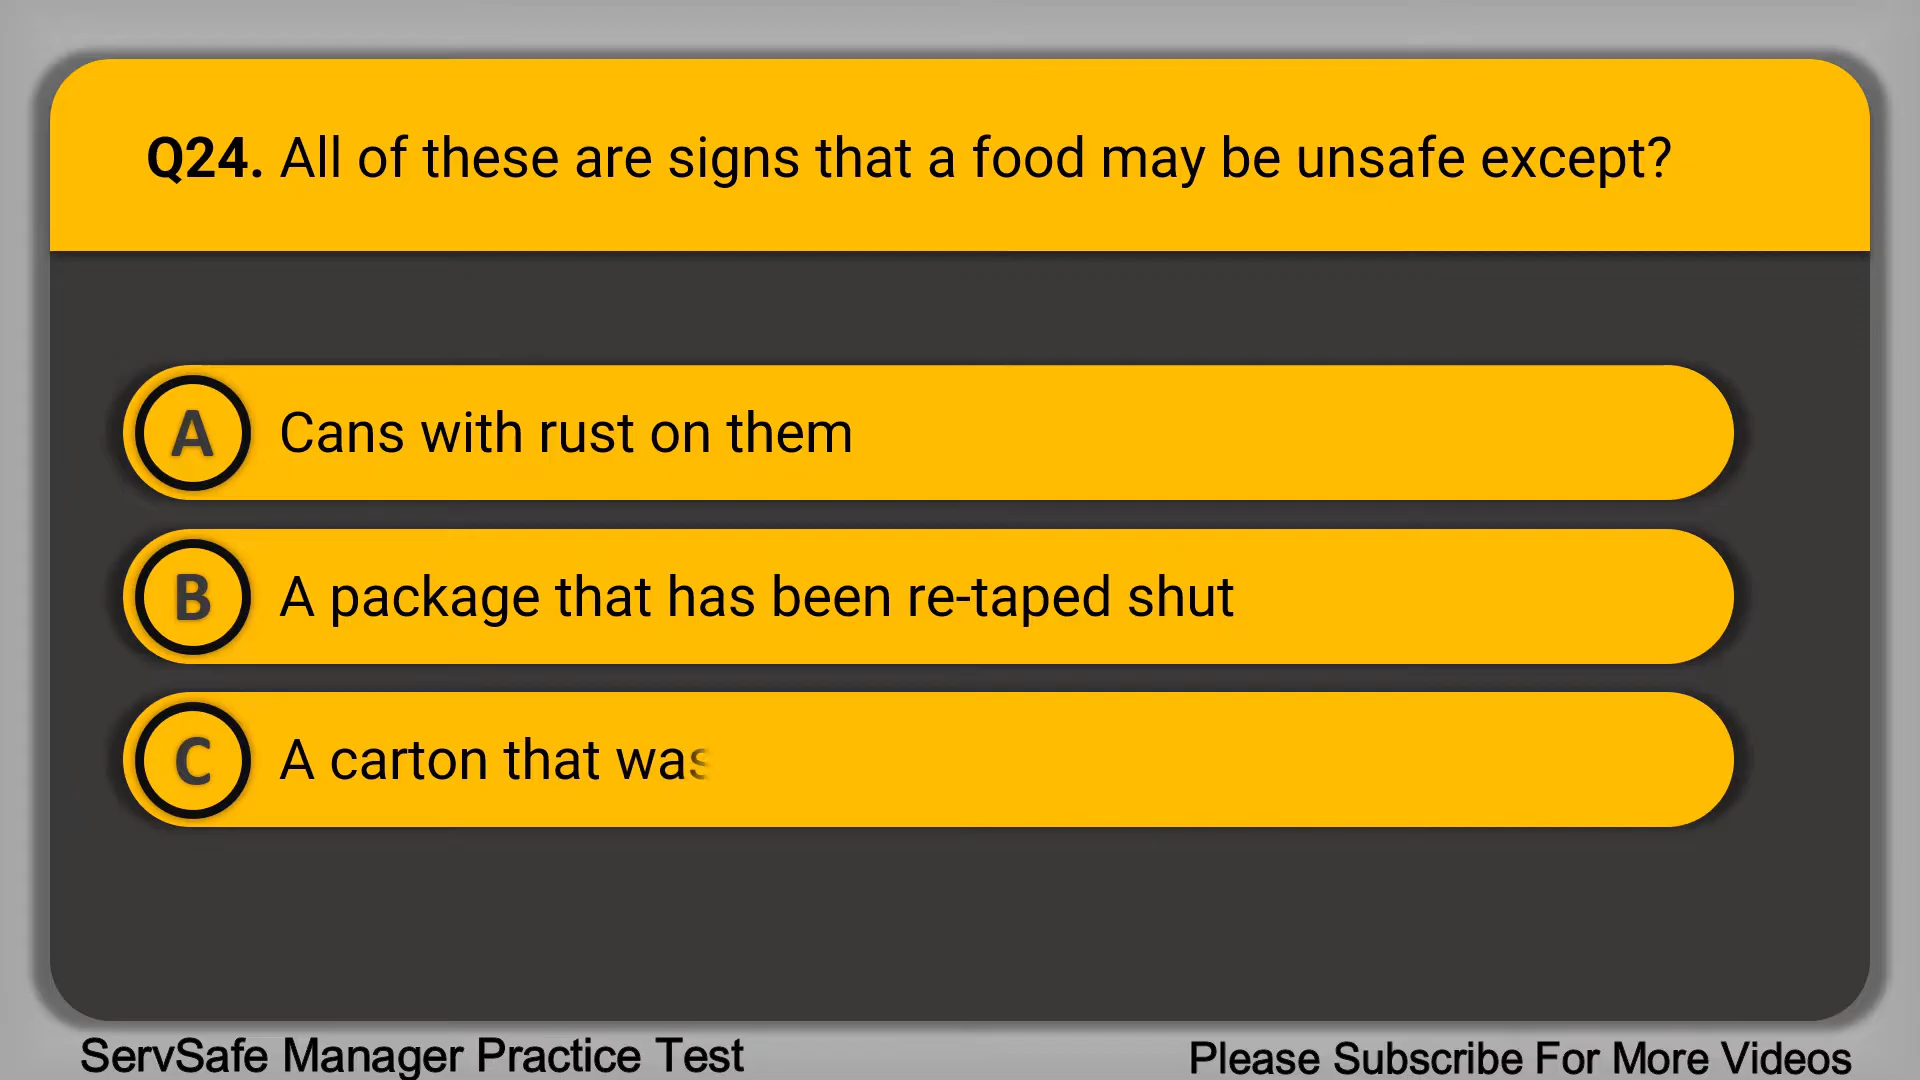 Q24. All of these are signs that a food may be unsafe except?
A Cans with rust on them
B A package that has been re-taped shut
C A carton that was
ServSafe Manager Practice Test
Please Subscribe For More Videos